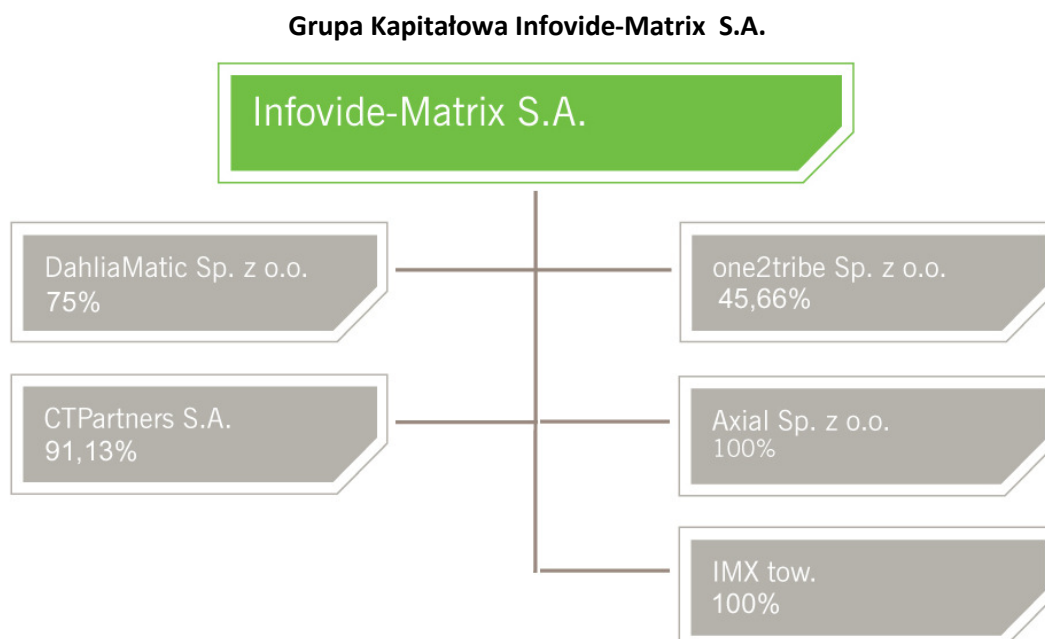 Grupa Kapitałowa Infovide-Matrix S.A.
Infovide-Matrix S.A.
DahliaMatic Sp. z o.o.
75%
one2tribe Sp. z o.o.
45,66%
CTPartners S.A.
91,13%
Axial Sp. z o.o.
100%
IMX tow.
100%